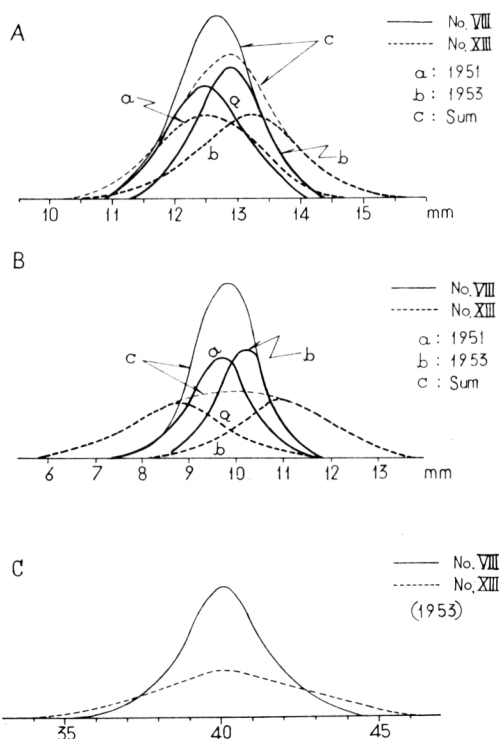 A
No. VIII
No. XIII
a : 1951
b : 1953
c : Sum
c
a
a
b
b
10 11 12 13 14 15 mm
B
No. VIII
No. XIII
a : 1951
b : 1953
c : Sum
c
a
b
a
b
6 7 8 9 10 11 12 13 mm
C
No. VIII
No. XIII
(1953)
35 40 45